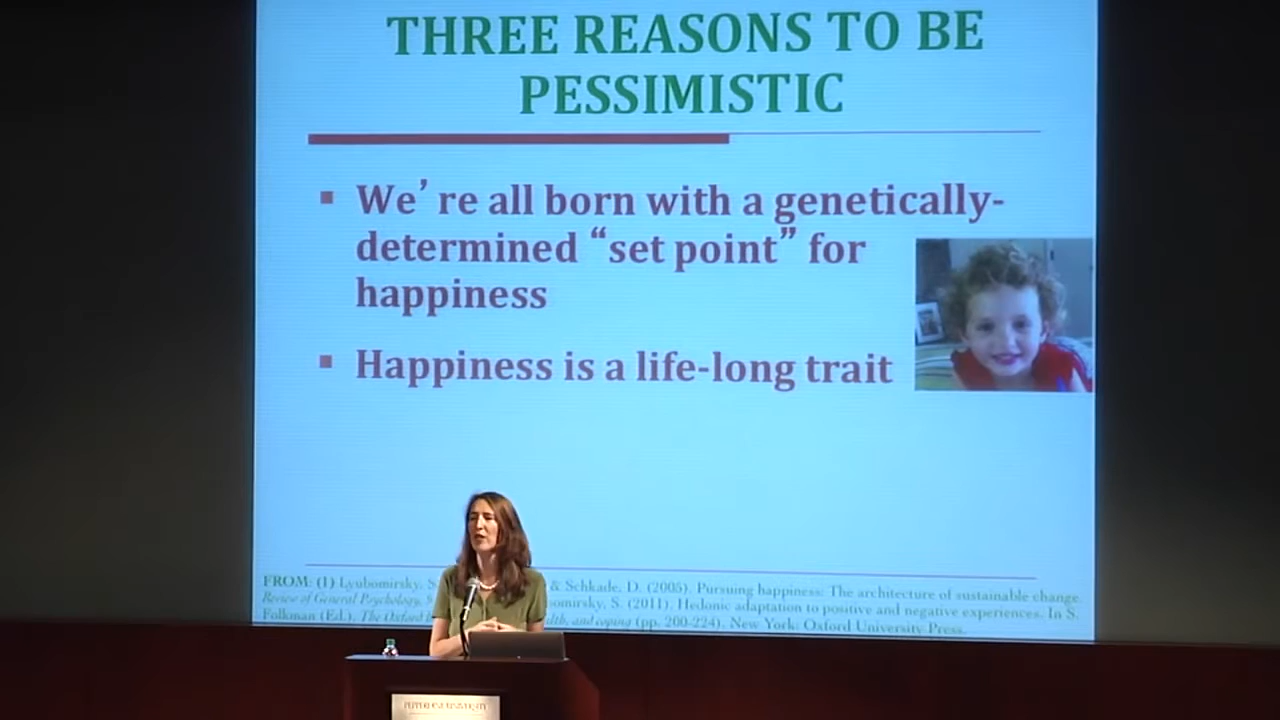 THREE REASONS TO BE
PESSIMISTIC
▪ We’re all born with a genetically-
determined “set point” for
happiness
▪ Happiness is a life-long trait
FROM: (1) Lyubomirsky, S & Schkade, D. (2005). Pursuing happiness: The architecture of sustainable change.
Review of General Psychology, 9 omirsky, S. (2011). Hedonic adaptation to positive and negative experiences. In S.
Folkman (Ed.), The Oxford lth, and coping (pp. 200-224). New York: Oxford University Press.